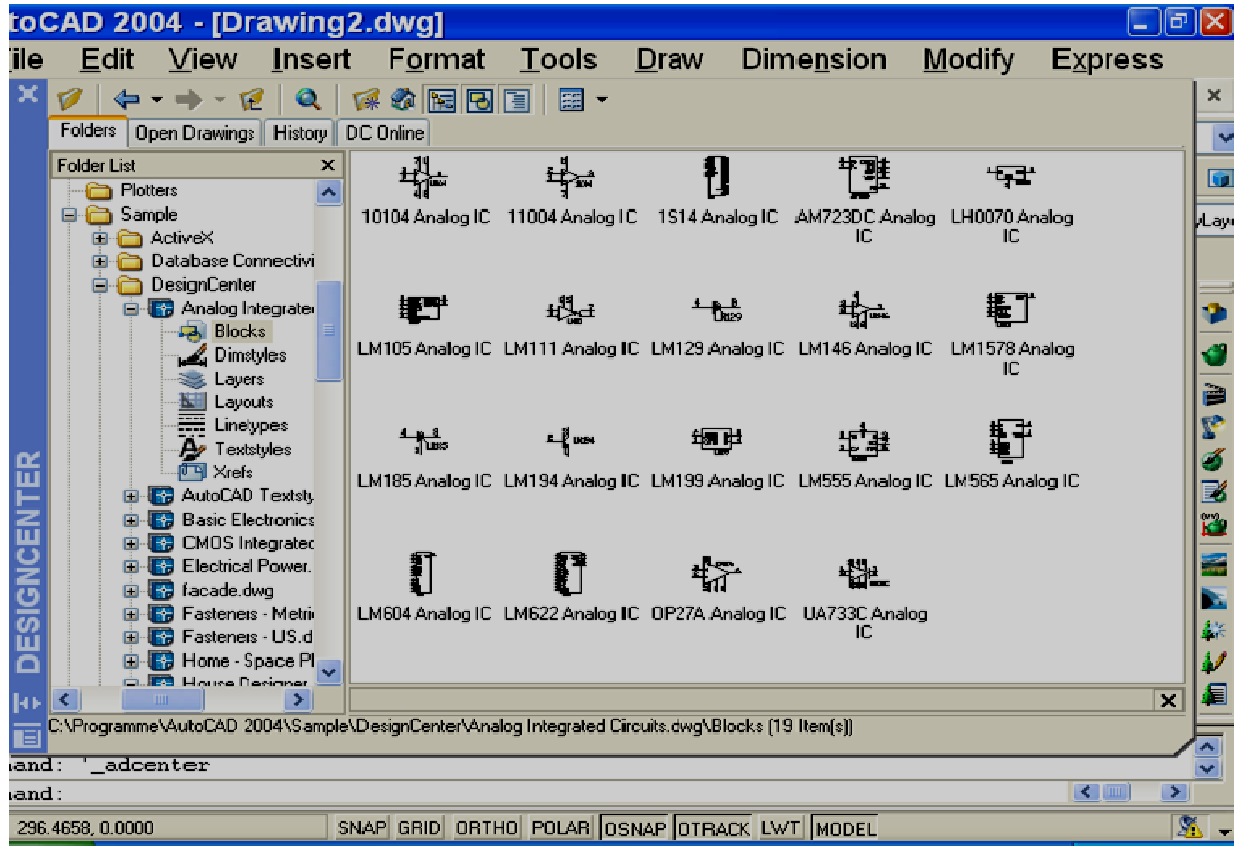 toCAD 2004 - [Drawing2.dwg]
ile Edit View Insert Format Tools Draw Dimension Modify Express
Folders Open Drawings History DC Online
Folder List
Plotters
Sample
ActiveX
Database Connectivi
DesignCenter
Analog Integrate
Blocks
Dimstyles
Layers
Layouts
Linetypes
Textstyles
Xrefs
AutoCAD Textsty
Basic Electronics
CMOS Integrated
Electrical Power.
facade.dwg
Fasteners - Metri
Fasteners - US.d
Home - Space Pl
House Designer
10104 Analog IC 11004 Analog IC 1S14 Analog IC AM723DC Analog IC LH0070 Analog IC
LM105 Analog IC LM111 Analog IC LM129 Analog IC LM146 Analog IC LM1578 Analog IC
LM185 Analog IC LM194 Analog IC LM199 Analog IC LM555 Analog IC LM565 Analog IC
LM604 Analog IC LM622 Analog IC OP27A Analog IC UA733C Analog IC
DESIGNCENTER
yLay
C:\Programme\AutoCAD 2004\Sample\DesignCenter\Analog Integrated Circuits.dwg\Blocks (19 Item(s))
and: '_adcenter
and:
296.4658, 0.0000 SNAP GRID ORTHO POLAR OSNAP OTRACK LWT MODEL